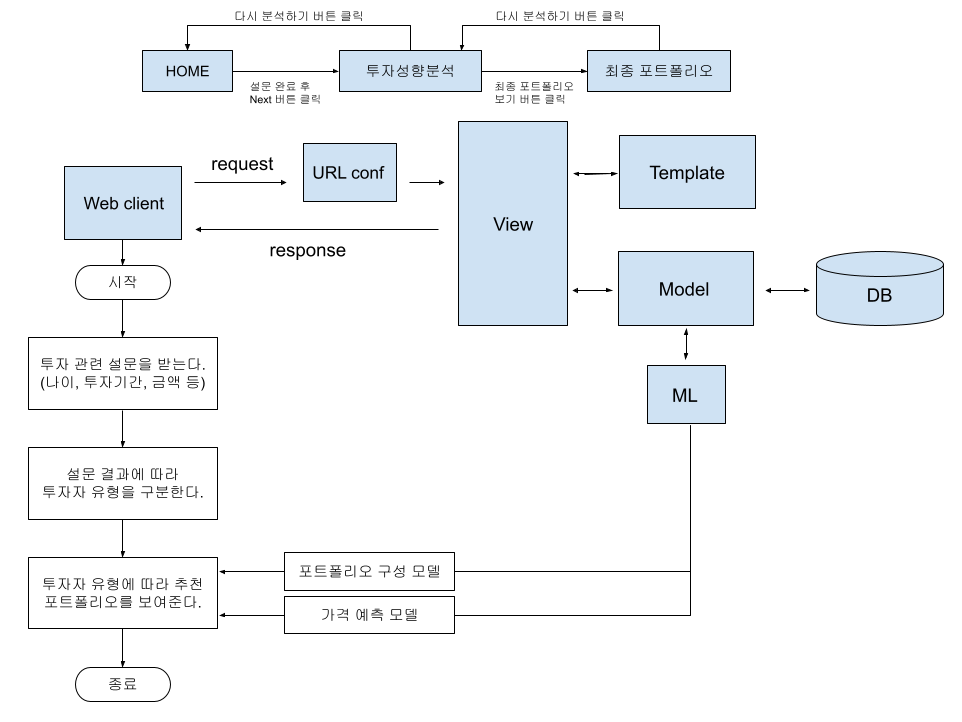 다시 분석하기 버튼 클릭
다시 분석하기 버튼 클릭
HOME
투자성향분석
최종 포트폴리오
설문 완료 후
Next 버튼 클릭
최종 포트폴리오
보기 버튼 클릭
request
URL conf
Template
Web client
View
response
시작
Model
DB
투자 관련 설문을 받는다.
(나이, 투자기간, 금액 등)
ML
설문 결과에 따라
투자자 유형을 구분한다.
투자자 유형에 따라 추천
포트폴리오를 보여준다.
포트폴리오 구성 모델
가격 예측 모델
종료